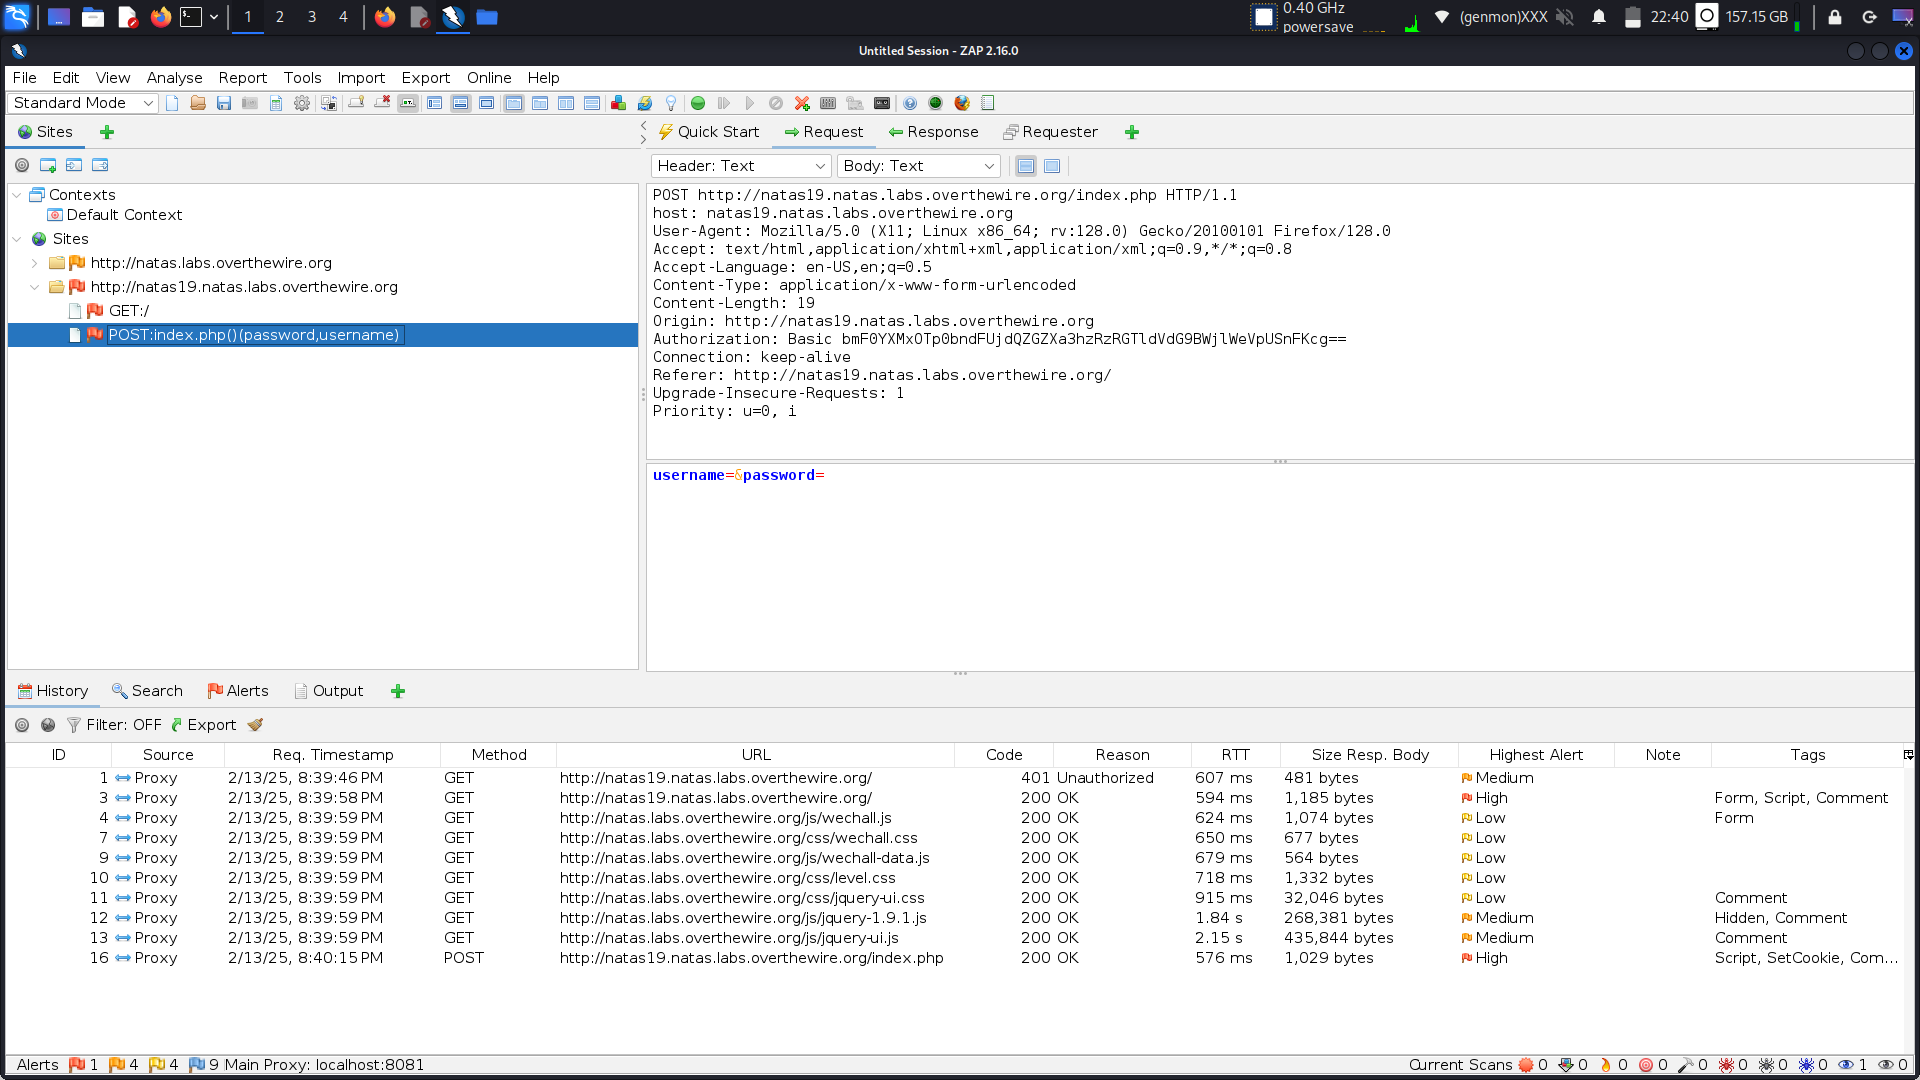 1 2 3 4
0.40 GHz
powersave
(genmon)XXX
22:40
157.15 GB
Untitled Session - ZAP 2.16.0
File Edit View Analyse Report Tools Import Export Online Help
Standard Mode
Sites
Quick Start Request Response Requester
Header: Text Body: Text
Contexts
Default Context
Sites
http://natas.labs.overthewire.org
http://natas19.natas.labs.overthewire.org
GET:/
POST:index.php()(password,username)
POST http://natas19.natas.labs.overthewire.org/index.php HTTP/1.1
host: natas19.natas.labs.overthewire.org
User-Agent: Mozilla/5.0 (X11; Linux x86_64; rv:128.0) Gecko/20100101 Firefox/128.0
Accept: text/html,application/xhtml+xml,application/xml;q=0.9,*/*;q=0.8
Accept-Language: en-US,en;q=0.5
Content-Type: application/x-www-form-urlencoded
Content-Length: 19
Origin: http://natas19.natas.labs.overthewire.org
Authorization: Basic bmF0YXMxOTp0bndFUjdQZGZXa3hzRzRGTldVdG9BWjlWeVpUSnFKcg==
Connection: keep-alive
Referer: http://natas19.natas.labs.overthewire.org/
Upgrade-Insecure-Requests: 1
Priority: u=0, i
username=&password=
History Search Alerts Output
Filter: OFF Export
ID Source Req. Timestamp Method URL Code Reason RTT Size Resp. Body Highest Alert Note Tags
1 Proxy 2/13/25, 8:39:46 PM GET http://natas19.natas.labs.overthewire.org/ 401 Unauthorized 607 ms 481 bytes Medium
3 Proxy 2/13/25, 8:39:58 PM GET http://natas19.natas.labs.overthewire.org/ 200 OK 594 ms 1,185 bytes High Form, Script, Comment
4 Proxy 2/13/25, 8:39:59 PM GET http://natas.labs.overthewire.org/js/wechall.js 200 OK 624 ms 1,074 bytes Low Form
7 Proxy 2/13/25, 8:39:59 PM GET http://natas.labs.overthewire.org/css/wechall.css 200 OK 650 ms 677 bytes Low
9 Proxy 2/13/25, 8:39:59 PM GET http://natas.labs.overthewire.org/js/wechall-data.js 200 OK 679 ms 564 bytes Low
10 Proxy 2/13/25, 8:39:59 PM GET http://natas.labs.overthewire.org/css/level.css 200 OK 718 ms 1,332 bytes Low
11 Proxy 2/13/25, 8:39:59 PM GET http://natas.labs.overthewire.org/css/jquery-ui.css 200 OK 915 ms 32,046 bytes Low Comment
12 Proxy 2/13/25, 8:39:59 PM GET http://natas.labs.overthewire.org/js/jquery-1.9.1.js 200 OK 1.84 s 268,381 bytes Medium Hidden, Comment
13 Proxy 2/13/25, 8:39:59 PM GET http://natas.labs.overthewire.org/js/jquery-ui.js 200 OK 2.15 s 435,844 bytes Medium Comment
16 Proxy 2/13/25, 8:40:15 PM POST http://natas19.natas.labs.overthewire.org/index.php 200 OK 576 ms 1,029 bytes High Script, SetCookie, Com...
Alerts 1 4 4 9 Main Proxy: localhost:8081 Current Scans 0 0 0 0 0 0 0 0 1 0